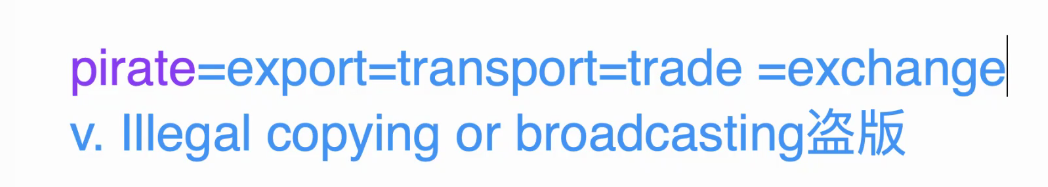 pirate=export=transport=trade =exchange
v. Illegal copying or broadcasting盗版